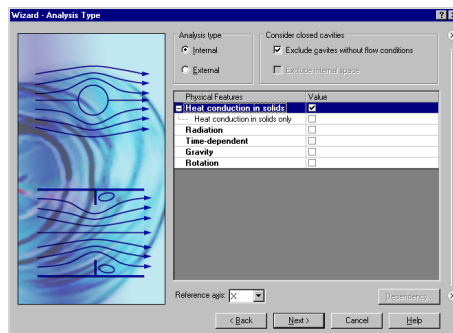 Wizard - Analysis Type
Analysis type
Internal
External
Consider closed cavities
Exclude cavites without flow conditions
Exclude internal space
Physical Features Value
Heat conduction in solids
Heat conduction in solids only
Radiation
Time-dependent
Gravity
Rotation
Reference axis: X
Dependency...
< Back Next > Cancel Help